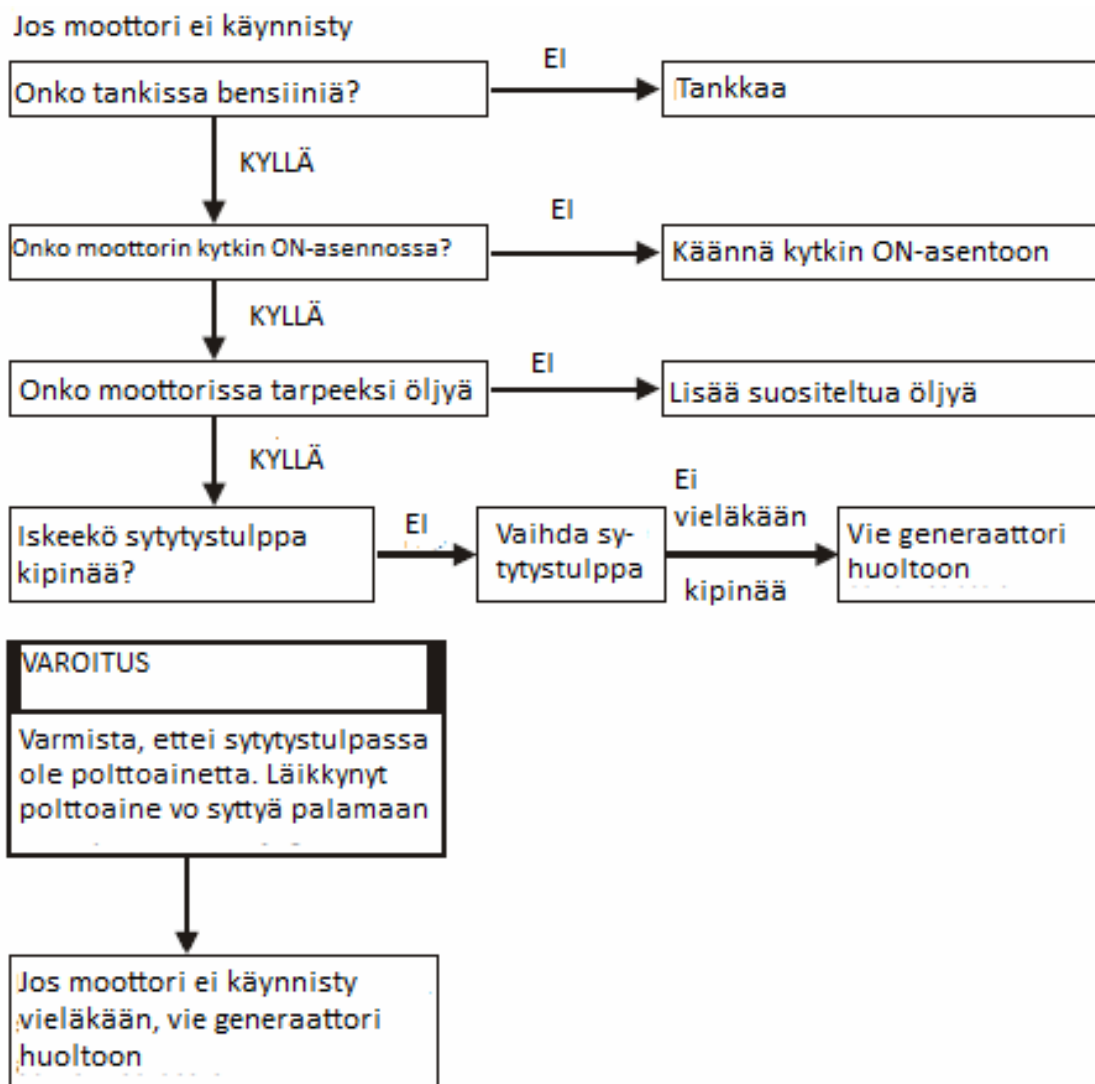 Jos moottori ei käynnisty
EI
Onko tankissa bensiiniä?
Tankkaa
KYLLÄ
EI
Onko moottorin kytkin ON-asennossa?
Käännä kytkin ON-asentoon
KYLLÄ
EI
Onko moottorissa tarpeeksi öljyä
Lisää suositeltua öljyä
KYLLÄ
Iskeekö sytytystulppa
kipinää?
EI
Vaihda sy-
tytystulppa
Ei
vieläkään
kipinää
Vie generaattori
huoltoon
VAROITUS
Varmista, ettei sytytystulpassa
ole polttoainetta. Läikkynyt
polttoaine vo syttyä palamaan
Jos moottori ei käynnisty
vieläkään, vie generaattori
huoltoon